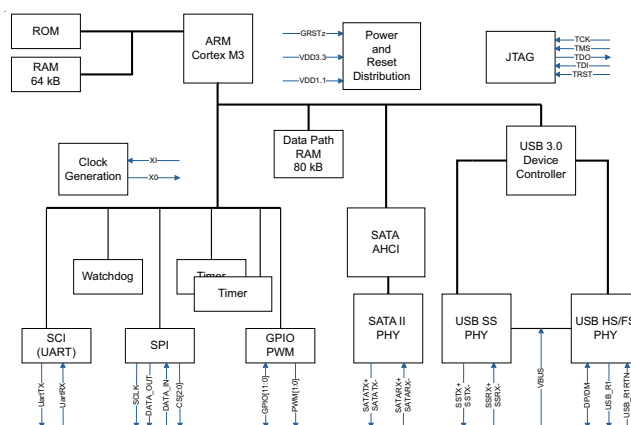 ROM
RAM
64 kB
ARM
Cortex M3
GRSTz
VDD3.3
VDD1.1
Power
and
Reset
Distribution
JTAG
TCK
TMS
TDO
TDI
TRST
Clock
Generation
XI
X0
Data Path
RAM
80 kB
USB 3.0
Device
Controller
SATA
AHCI
Watchdog
Timer
Timer
SCI
(UART)
SPI
GPIO
PWM
SATA II
PHY
USB SS
PHY
USB HS/FS
PHY
UartTX
UartRX
SCLK
DATA_OUT
DATA_IN
CS[2:0]
GPIO[11:0]
PWM[1:0]
SATATX+
SATATX-
SATARX+
SATARX-
SSTX+
SSTX-
SSRX+
SSRX-
VBUS
DP/DM
USB_R1
USB_R1RTN